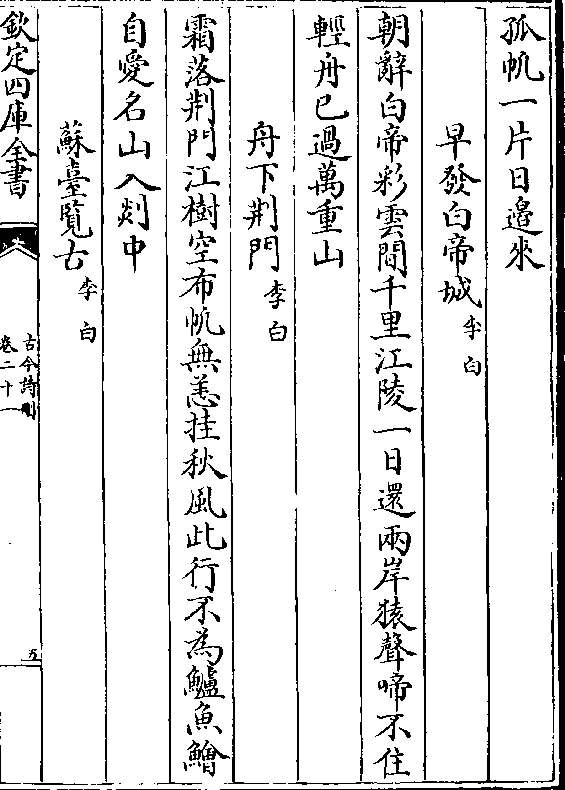 孤帆一片日邉來
早發白帝城 李白
朝辭白帝彩雲間千里江陵一日還兩岸猿聲啼不住
輕舟已過萬重山
舟下荆門 李白
霜落荆門江樹空布帆無恙挂秋風此行不為鱸魚鱠
自愛名山入剡中
蘇臺覽古 李白
欽定四庫全書
古今詩刪
卷二十一
五